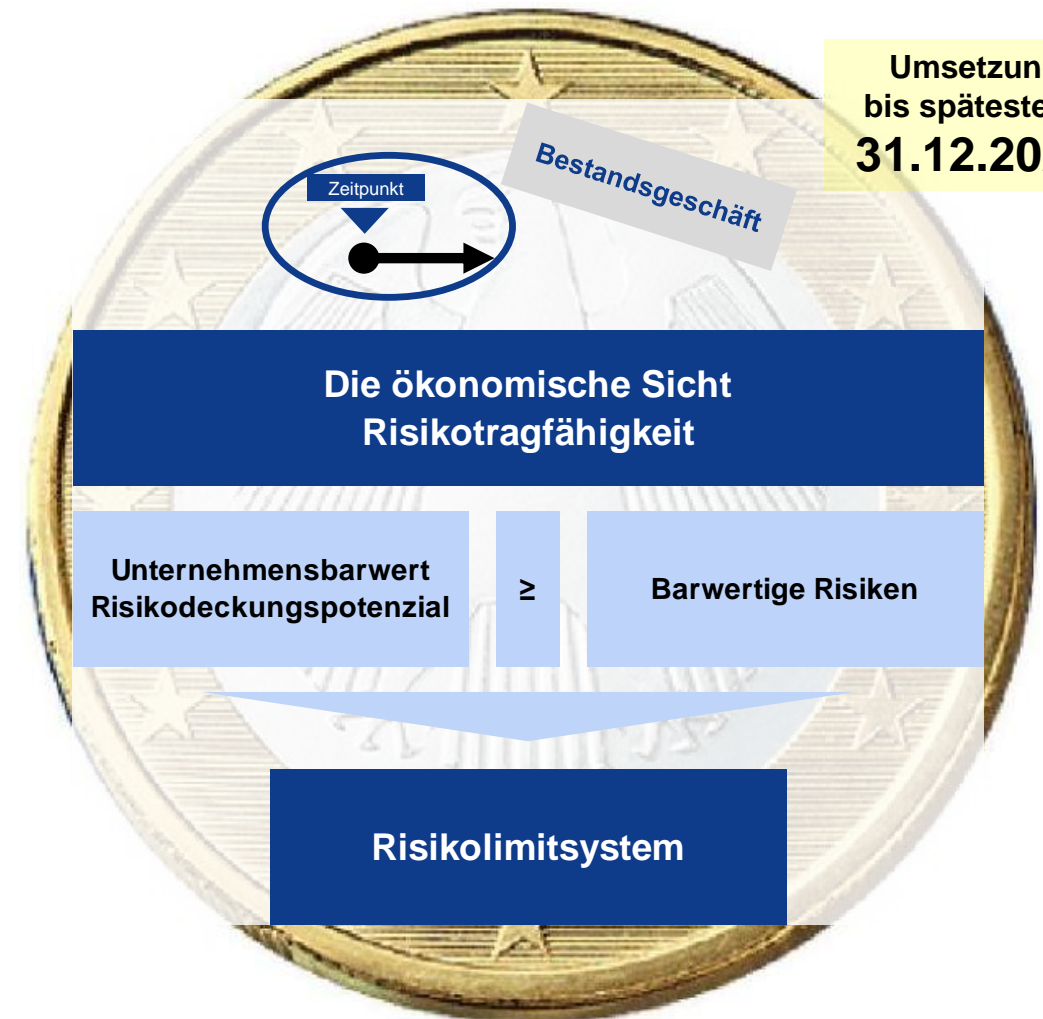 Umsetzun
bis späteste
31.12.20
Bestandsgeschäft
Zeitpunkt
Die ökonomische Sicht
Risikotragfähigkeit
Unternehmensbarwert
Risikodeckungspotenzial
≥
Barwertige Risiken
Risikolimitsystem